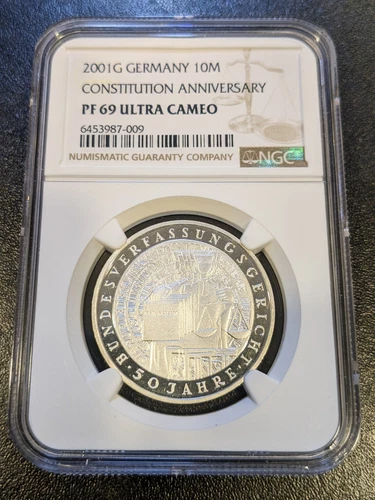 2001G GERMANY 10M
CONSTITUTION ANNIVERSARY
PF 69 ULTRA CAMEO
6453987-009
NUMISMATIC GUARANTY COMPANY
NGC
BUNDESVERFASSUNGSGERICHT
· 50 JAHRE ·